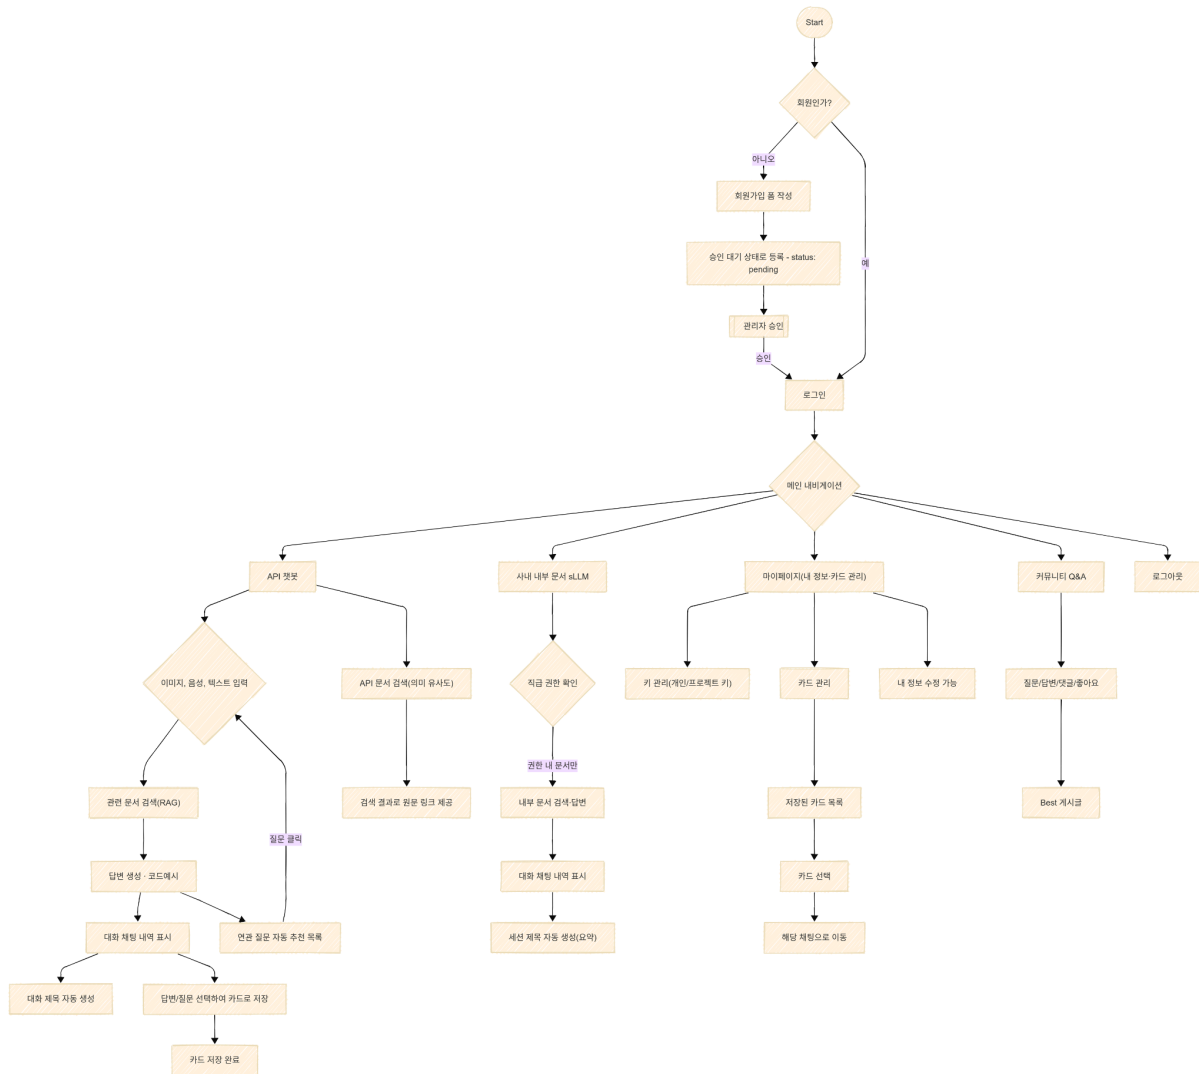 Start
회원인가?
아니오
회원가입 폼 작성
승인 대기 상태로 등록 - status:
pending
예
관리자 승인
승인
로그인
메인 내비게이션
API 챗봇
사내 내부 문서 sLLM
마이페이지(내 정보·카드 관리)
커뮤니티 Q&A
로그아웃
이미지, 음성, 텍스트 입력
API 문서 검색(의미 유사도)
직급 권한 확인
키 관리(개인/프로젝트 키)
카드 관리
내 정보 수정 가능
질문/답변/댓글/좋아요
권한 내 문서만
관련 문서 검색(RAG)
검색 결과로 원문 링크 제공
내부 문서 검색·답변
저장된 카드 목록
Best 게시글
질문 클릭
답변 생성 · 코드예시
대화 채팅 내역 표시
카드 선택
대화 채팅 내역 표시
연관 질문 자동 추천 목록
세션 제목 자동 생성(요약)
해당 채팅으로 이동
대화 제목 자동 생성
답변/질문 선택하여 카드로 저장
카드 저장 완료